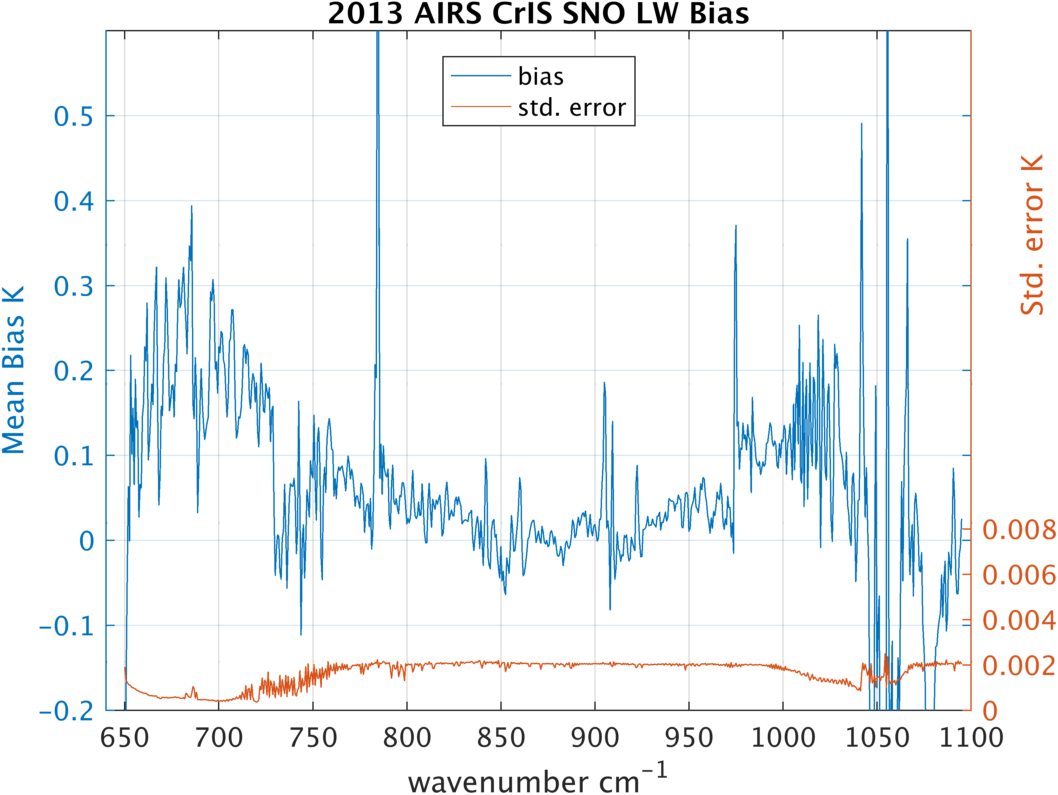 2013 AIRS CrIS SNO LW Bias
bias
std. error
Mean Bias K
0.5
0.4
0.3
0.2
0.1
0
−0.1
−0.2
Std. error K
0.008
0.006
0.004
0.002
0
650 700 750 800 850 900 950 1000 1050 1100
wavenumber cm⁻¹